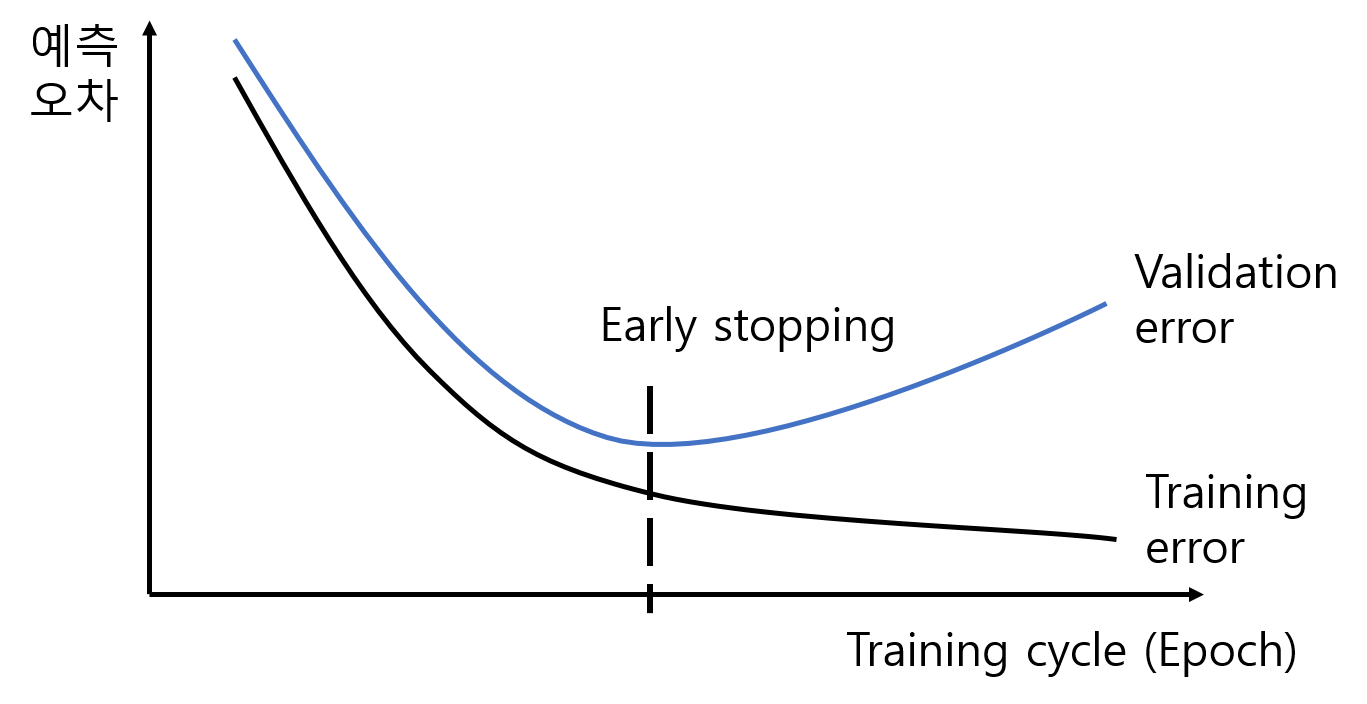 예측
오차
Early stopping
Validation
error
Training
error
Training cycle (Epoch)